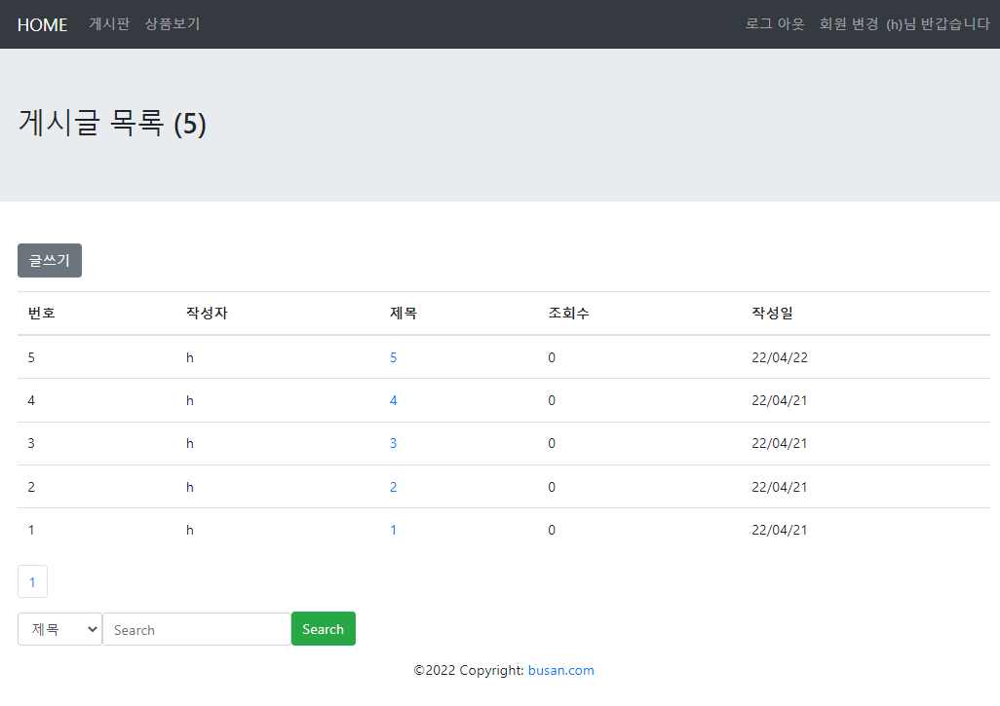 HOME 게시판 상품보기 로그 아웃 회원 변경 (h)님 반갑습니다
게시글 목록 (5)
글쓰기
번호 작성자 제목 조회수 작성일
5 h 5 0 22/04/22
4 h 4 0 22/04/21
3 h 3 0 22/04/21
2 h 2 0 22/04/21
1 h 1 0 22/04/21
1
제목 Search Search
©2022 Copyright: busan.com